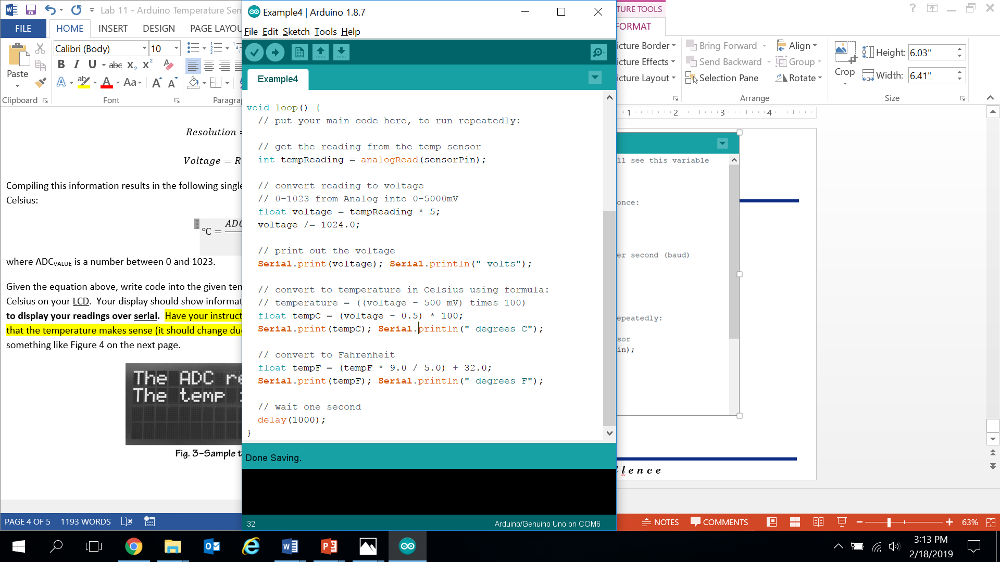 Lab 11 - Arduino Temperature Sen
FILE
HOME
INSERT
DESIGN
PAGE LAYOU
Calibri (Body)
10
Paste
Clipboard
Font
Paragra
Resolution =
Voltage = R
Compiling this information results in the following single
Celsius:
°C = ADC
where ADCVALUE is a number between 0 and 1023.
Given the equation above, write code into the given ten
Celsius on your LCD. Your display should show informat
to display your readings over serial. Have your instruct
that the temperature makes sense (it should change du
something like Figure 4 on the next page.
The ADC re
The temp
Fig. 3–Sample t
PAGE 4 OF 5
1193 WORDS
Example4 | Arduino 1.8.7
File Edit Sketch Tools Help
Example4
void loop() {
// put your main code here, to run repeatedly:
// get the reading from the temp sensor
int tempReading = analogRead(sensorPin);
// convert reading to voltage
// 0-1023 from Analog into 0-5000mV
float voltage = tempReading * 5;
voltage /= 1024.0;
// print out the voltage
Serial.print(voltage); Serial.println(" volts");
// convert to temperature in Celsius using formula:
// temperature = ((voltage - 500 mV) times 100)
float tempC = (voltage - 0.5) * 100;
Serial.print(tempC); Serial.println(" degrees C");
// convert to Fahrenheit
float tempF = (tempF * 9.0 / 5.0) + 32.0;
Serial.print(tempF); Serial.println(" degrees F");
// wait one second
delay(1000);
}
Done Saving.
32
Arduino/Genuino Uno on COM6
TURE TOOLS
FORMAT
icture Border
icture Effects
icture Layout
Bring Forward
Send Backward
Selection Pane
Align
Group
Rotate
Arrange
Crop
Height: 6.03"
Width: 6.41"
Size
1 2 3 4
ll see this variable
once:
er second (baud)
epeatedly:
sor
in);
llence
NOTES
COMMENTS
63%
3:13 PM
2/18/2019